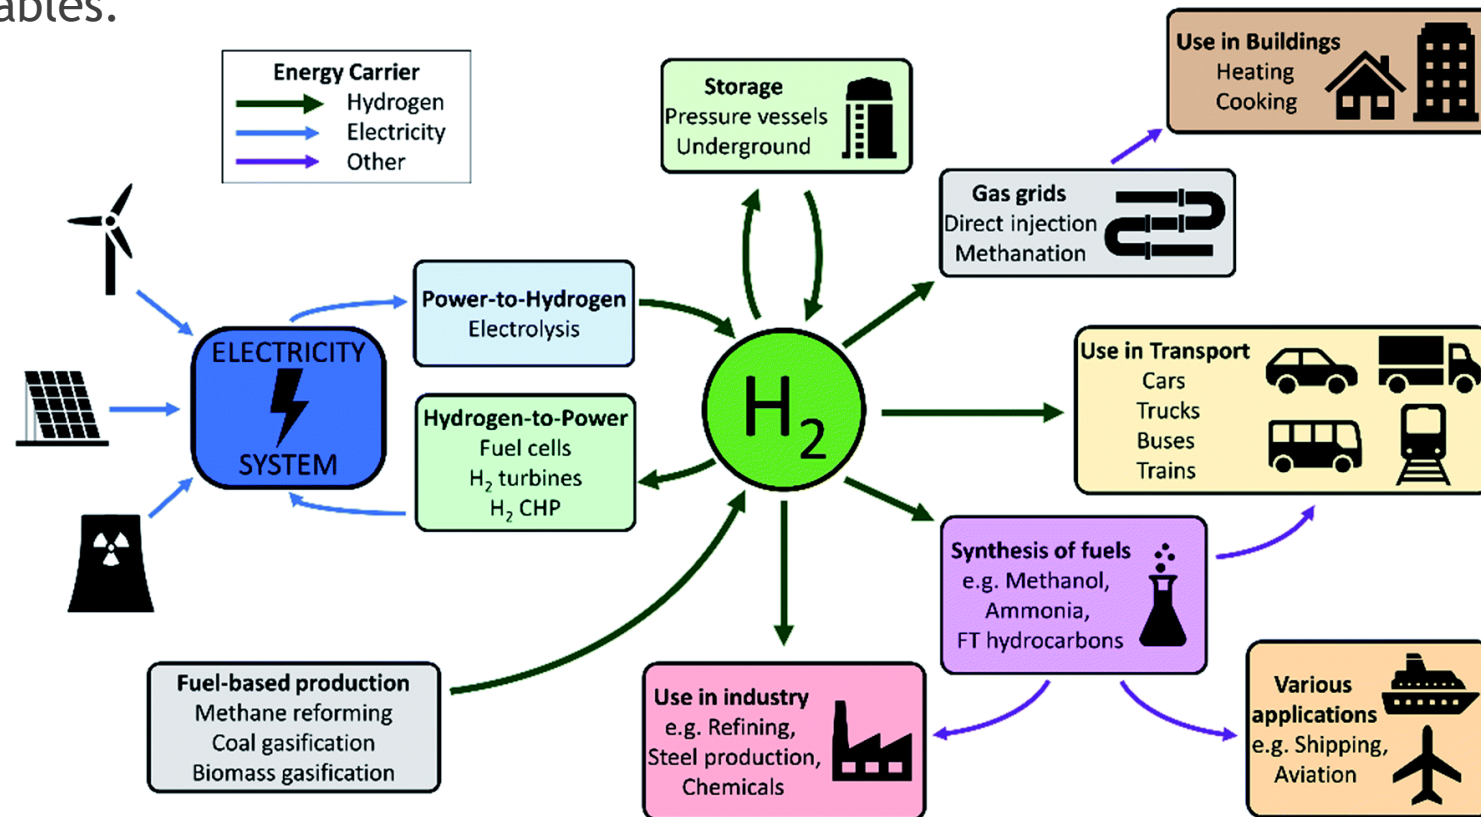 ables.
Energy Carrier
Hydrogen
Electricity
Other
Storage
Pressure vessels
Underground
Use in Buildings
Heating
Cooking
Gas grids
Direct injection
Methanation
Power-to-Hydrogen
Electrolysis
ELECTRICITY
SYSTEM
Hydrogen-to-Power
Fuel cells
H₂ turbines
H₂ CHP
H₂
Use in Transport
Cars
Trucks
Buses
Trains
Synthesis of fuels
e.g. Methanol,
Ammonia,
FT hydrocarbons
Fuel-based production
Methane reforming
Coal gasification
Biomass gasification
Use in industry
e.g. Refining,
Steel production,
Chemicals
Various
applications
e.g. Shipping,
Aviation